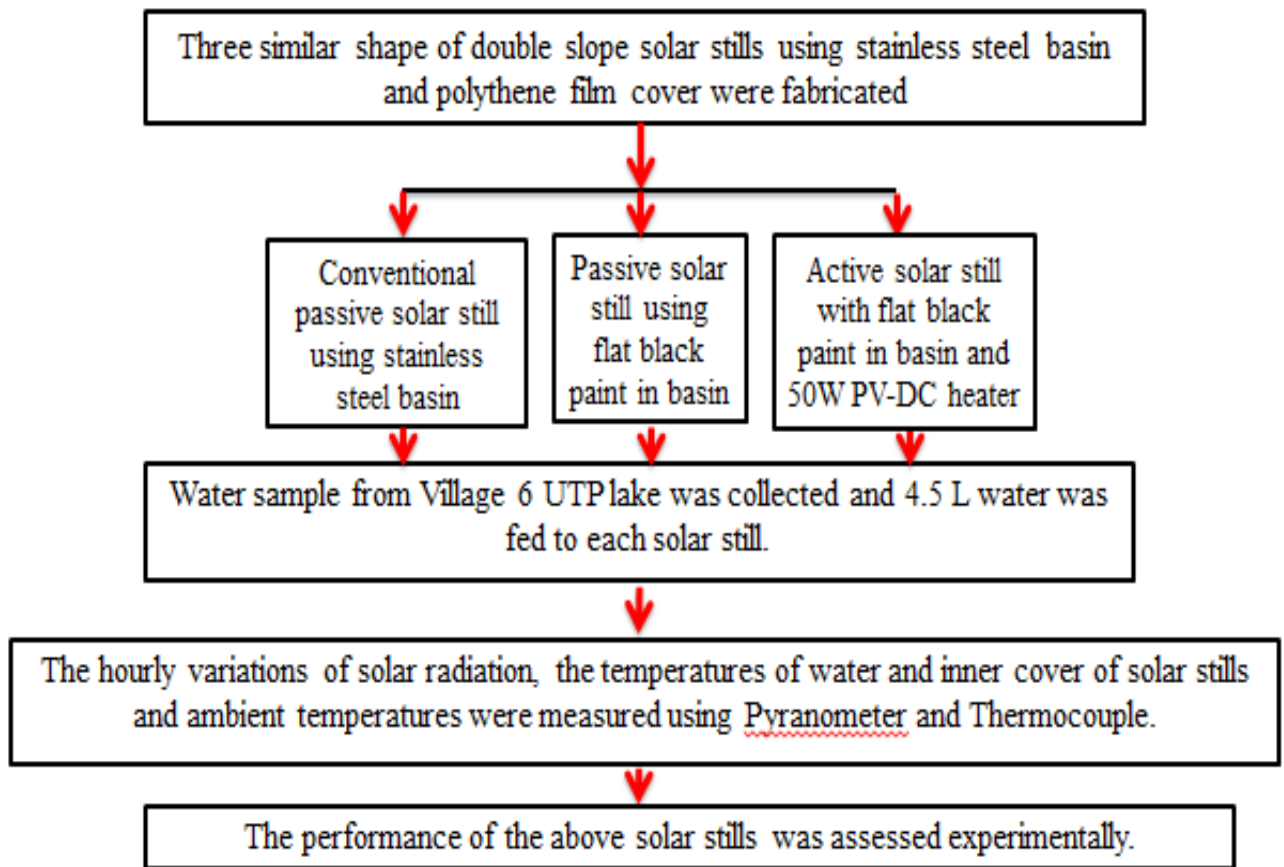 Three similar shape of double slope solar stills using stainless steel basin
and polythene film cover were fabricated
Conventional
passive solar still
using stainless
steel basin
Passive solar
still using
flat black
paint in basin
Active solar still
with flat black
paint in basin and
50W PV-DC heater
Water sample from Village 6 UTP lake was collected and 4.5 L water was
fed to each solar still.
The hourly variations of solar radiation, the temperatures of water and inner cover of solar stills
and ambient temperatures were measured using Pyranometer and Thermocouple.
The performance of the above solar stills was assessed experimentally.